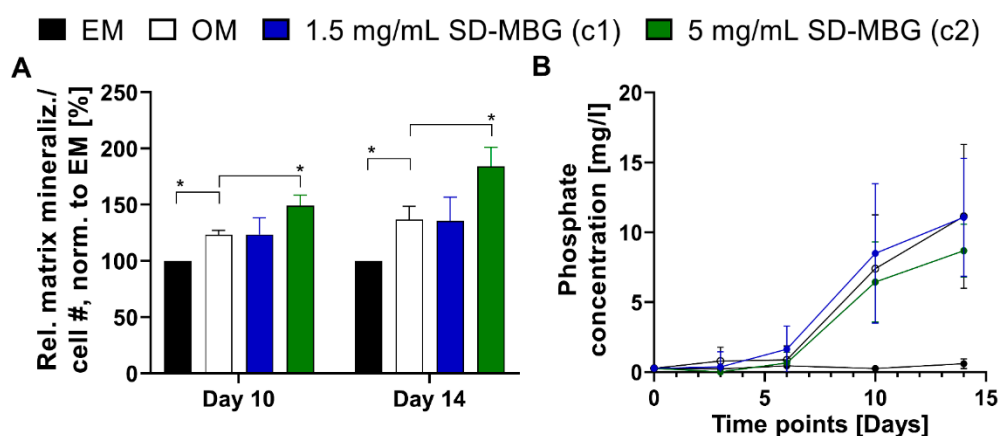 EM OM 1.5 mg/mL SD-MBG (c1) 5 mg/mL SD-MBG (c2)
A
Rel. matrix mineraliz./
cell #, norm. to EM [%]
250
200
150
100
50
0
* * * *
Day 10 Day 14
B
Phosphate
concentration [mg/l]
20
15
10
5
0
0 5 10 15
Time points [Days]